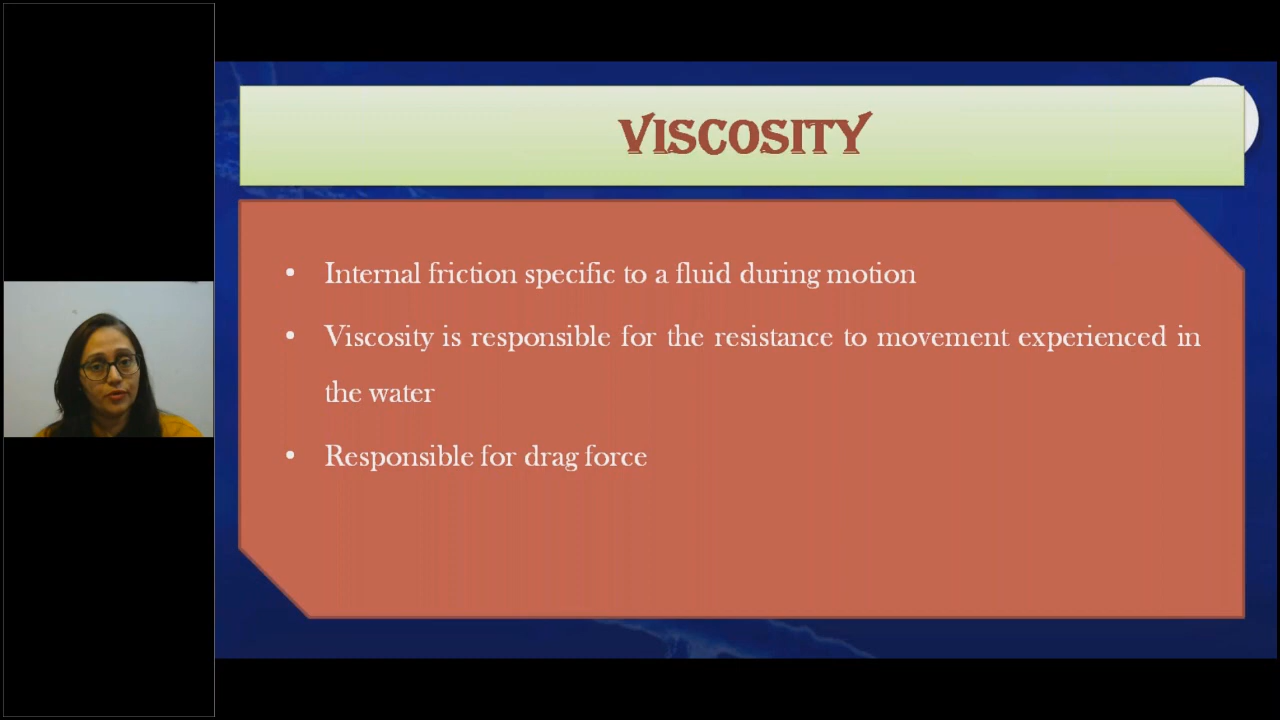 VISCOSITY
• Internal friction specific to a fluid during motion
• Viscosity is responsible for the resistance to movement experienced in
the water
• Responsible for drag force